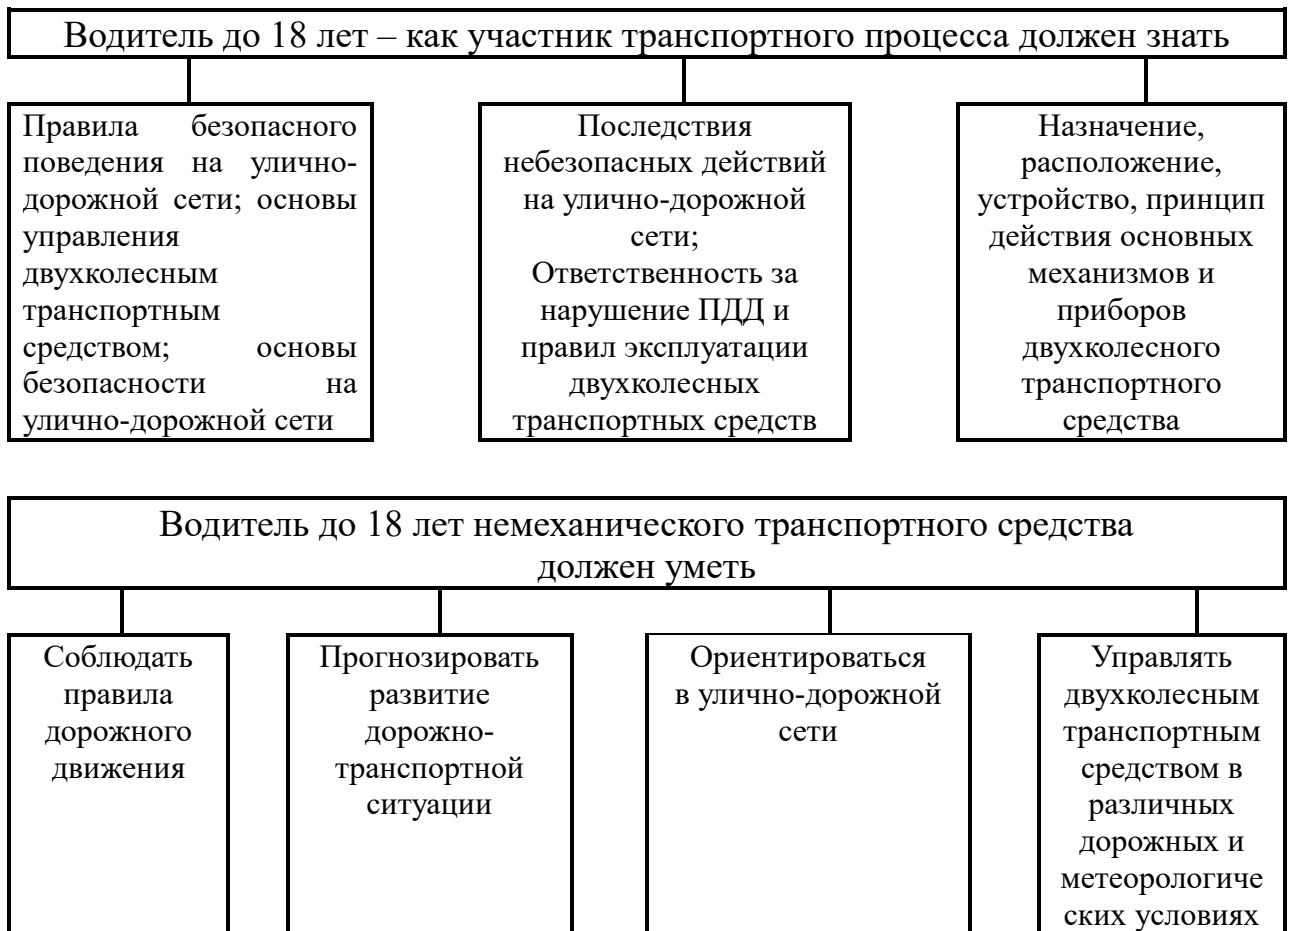 Водитель до 18 лет – как участник транспортного процесса должен знать
Правила безопасного
поведения на улично-
дорожной сети; основы
управления
двухколесным
транспортным
средством; основы
безопасности на
улично-дорожной сети
Последствия
небезопасных действий
на улично-дорожной
сети;
Ответственность за
нарушение ПДД и
правил эксплуатации
двухколесных
транспортных средств
Назначение,
расположение,
устройство, принцип
действия основных
механизмов и
приборов
двухколесного
транспортного
средства
Водитель до 18 лет немеханического транспортного средства
должен уметь
Соблюдать
правила
дорожного
движения
Прогнозировать
развитие
дорожно-
транспортной
ситуации
Ориентироваться
в улично-дорожной
сети
Управлять
двухколесным
транспортным
средством в
различных
дорожных и
метеорологиче
ских условиях